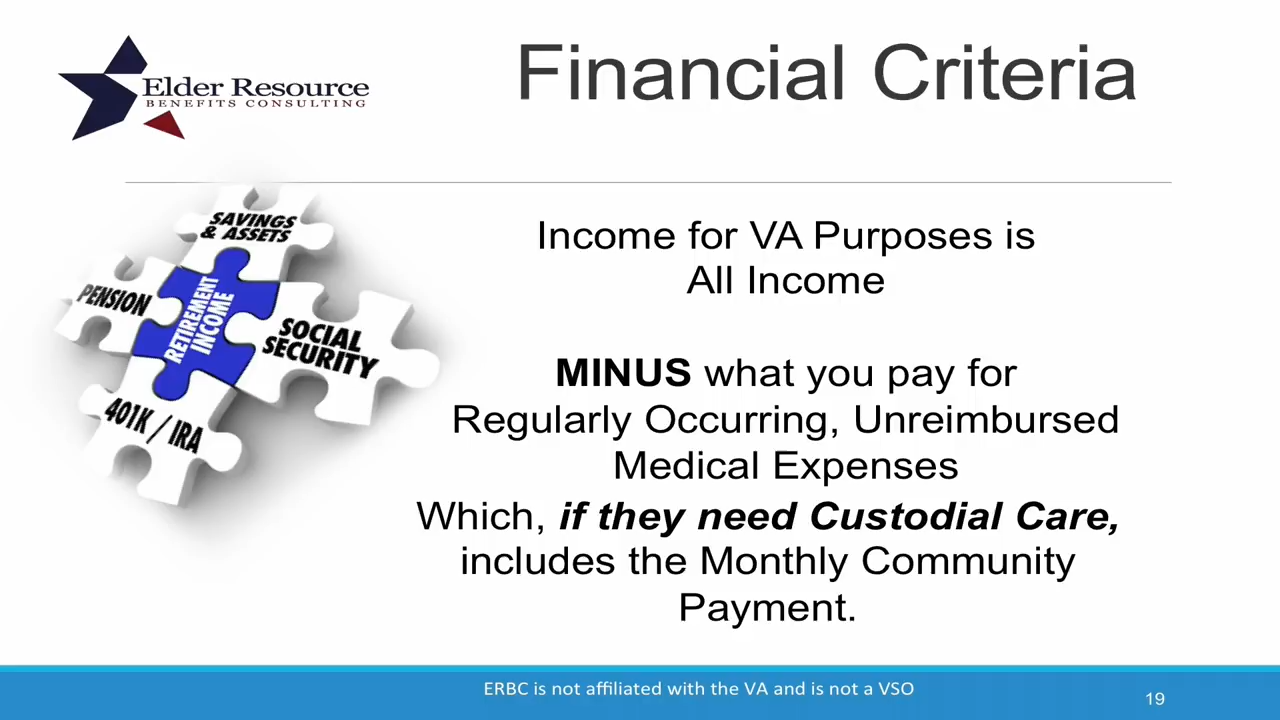 Elder Resource
BENEFITS CONSULTING
Financial Criteria
SAVINGS
& ASSETS
PENSION
RETIREMENT
INCOME
SOCIAL
SECURITY
401K / IRA
Income for VA Purposes is
All Income
MINUS what you pay for
Regularly Occurring, Unreimbursed
Medical Expenses
Which, if they need Custodial Care,
includes the Monthly Community
Payment.
ERBC is not affiliated with the VA and is not a VSO
19